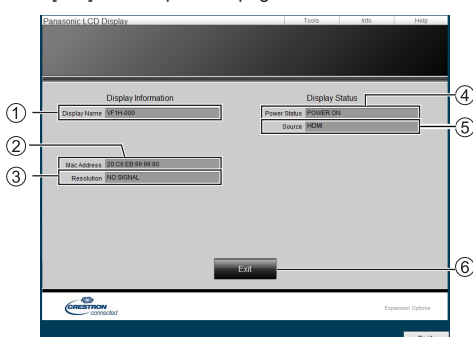 Panasonic LCD Display Tools Info Help
Display Information Display Status
① Display Name VF1H-000
Power Status POWER ON ④
Source HDMI ⑤
②
Mac Address 20:C6:EB:99:99:80
③ Resolution NO SIGNAL
Exit ⑥
CRESTRON
connected
Expansion Options